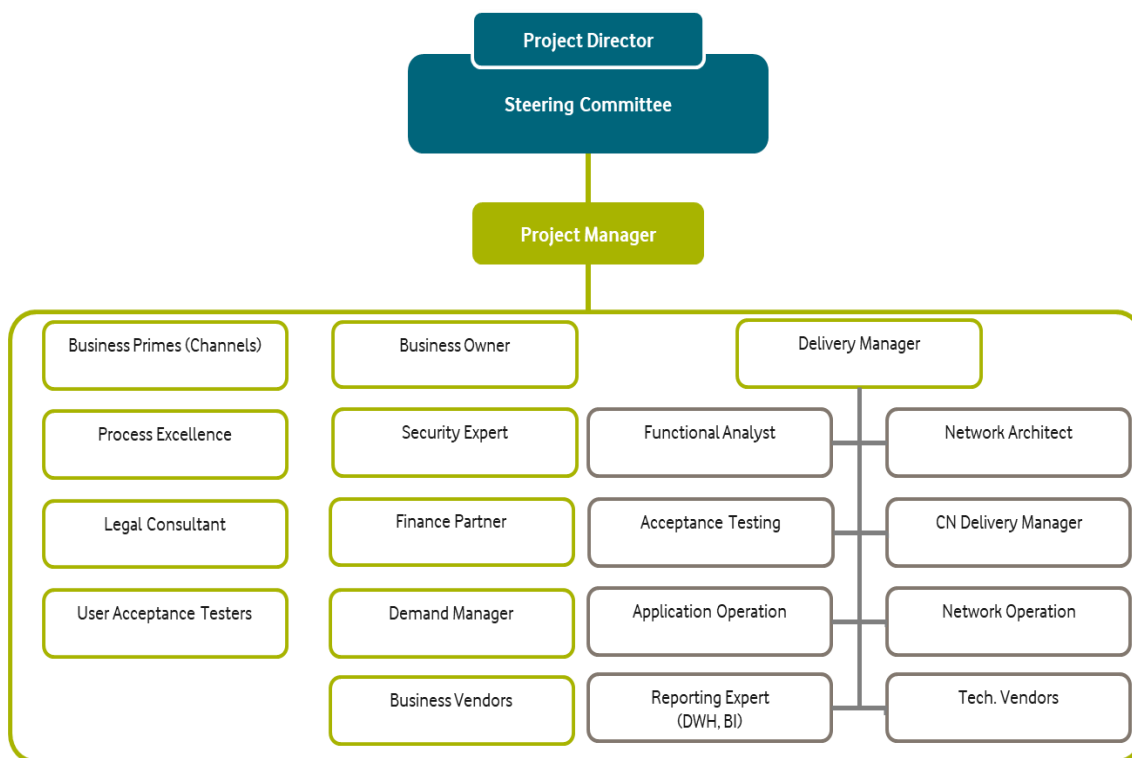 Project Director
Steering Committee
Project Manager
Business Primes (Channels)
Business Owner
Delivery Manager
Process Excellence
Security Expert
Functional Analyst
Network Architect
Legal Consultant
Finance Partner
Acceptance Testing
CN Delivery Manager
User Acceptance Testers
Demand Manager
Application Operation
Network Operation
Business Vendors
Reporting Expert
(DWH, BI)
Tech. Vendors